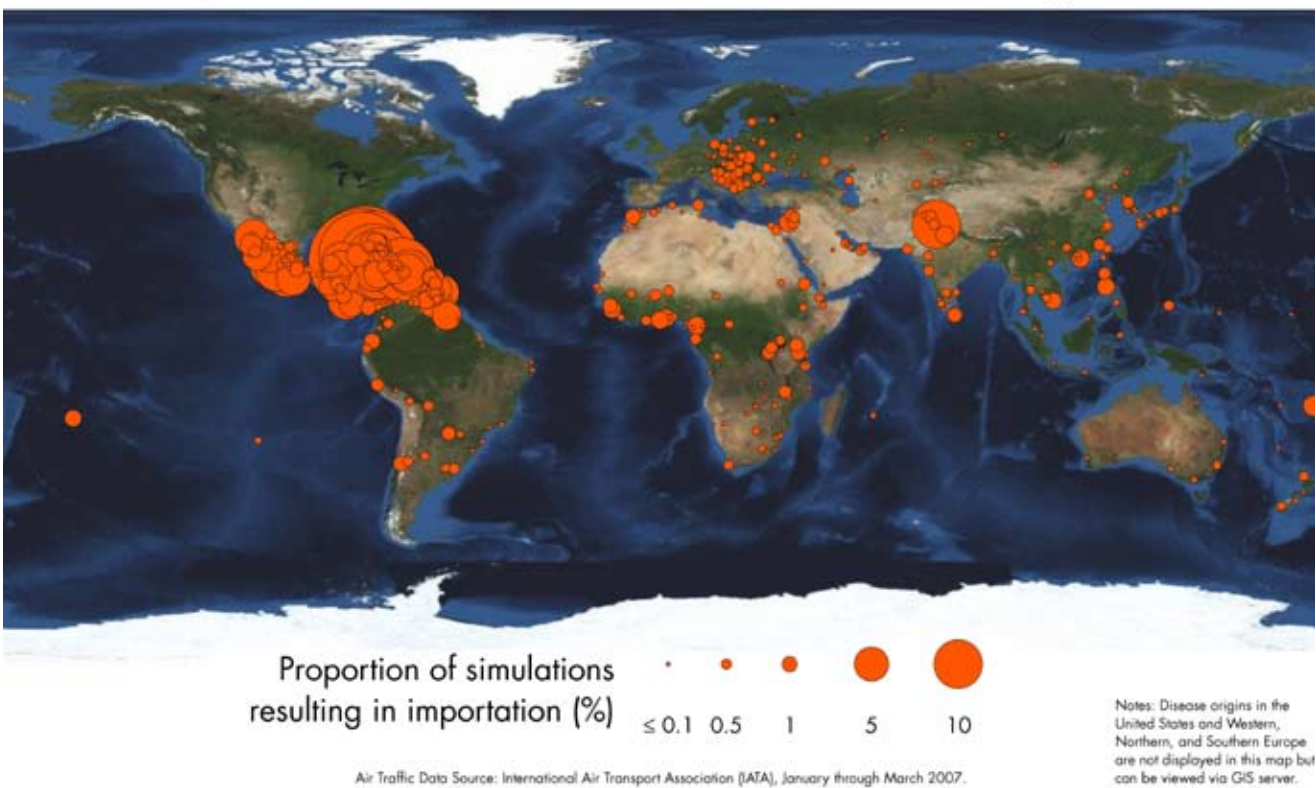 Proportion of simulations
resulting in importation (%)
≤ 0.1 0.5 1 5 10
Notes: Disease origins in the
United States and Western,
Northern, and Southern Europe
are not displayed in this map but
can be viewed via GIS server.
Air Traffic Data Source: International Air Transport Association (IATA), January through March 2007.